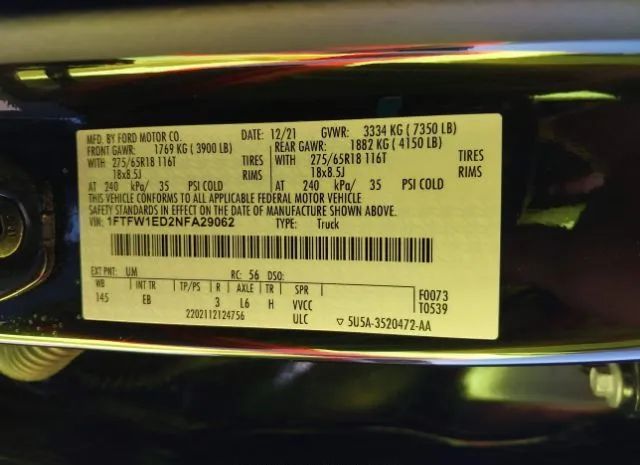 MFD. BY FORD MOTOR CO. DATE: 12/21 GVWR: 3334 KG ( 7350 LB)
FRONT GAWR: 1769 KG ( 3900 LB) REAR GAWR: 1882 KG ( 4150 LB)
WITH 275/65R18 116T TIRES WITH 275/65R18 116T TIRES
18x8.5J RIMS 18x8.5J RIMS
AT 240 kPa/ 35 PSI COLD AT 240 kPa/ 35 PSI COLD
THIS VEHICLE CONFORMS TO ALL APPLICABLE FEDERAL MOTOR VEHICLE
SAFETY STANDARDS IN EFFECT ON THE DATE OF MANUFACTURE SHOWN ABOVE.
VIN: 1FTFW1ED2NFA29062 TYPE: Truck
EXT PNT: UM RC: 56 DSO:
WB INT TR TP/PS R AXLE TR SPR F0073
145 EB 3 L6 H VVCC T0539
2202112124756 ULC ▽ 5U5A-3520472-AA